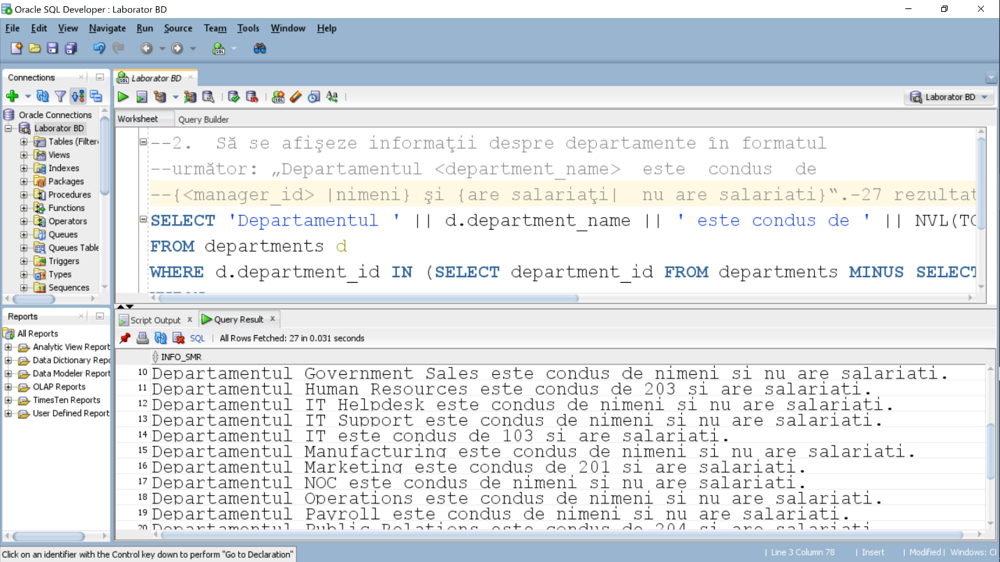 Oracle SQL Developer : Laborator BD
File Edit View Navigate Run Source Team Tools Window Help
Connections
Oracle Connections
Laborator BD
Tables (Filter
Views
Indexes
Packages
Procedures
Functions
Operators
Queues
Queues Table
Triggers
Types
Sequences
Reports
All Reports
Analytic View Report
Data Dictionary Repo
Data Modeler Report
OLAP Reports
TimesTen Reports
User Defined Report
Laborator BD
Laborator BD
Worksheet Query Builder
--2. Să se afişeze informaţii despre departamente în formatul
--următor: „Departamentul <department_name> este condus de
--{<manager_id> |nimeni} şi {are salariaţi| nu are salariati}“.-27 rezultat
SELECT 'Departamentul ' || d.department_name || ' este condus de ' || NVL(TC
FROM departments d
WHERE d.department_id IN (SELECT department_id FROM departments MINUS SELECT
Script Output Query Result
SQL | All Rows Fetched: 27 in 0.031 seconds
INFO_SMR
10 Departamentul Government Sales este condus de nimeni si nu are salariati.
11 Departamentul Human Resources este condus de 203 si are salariati.
12 Departamentul IT Helpdesk este condus de nimeni si nu are salariati.
13 Departamentul IT Support este condus de nimeni si nu are salariati.
14 Departamentul IT este condus de 103 si are salariati.
15 Departamentul Manufacturing este condus de nimeni si nu are salariati.
16 Departamentul Marketing este condus de 201 si are salariati.
17 Departamentul NOC este condus de nimeni si nu are salariati.
18 Departamentul Operations este condus de nimeni si nu are salariati.
19 Departamentul Payroll este condus de nimeni si nu are salariati.
20 Departamentul Public Relations este condus de 204 si are salariati.
Click on an identifier with the Control key down to perform "Go to Declaration"
| Line 3 Column 78 | Insert | Modified | Windows: CI